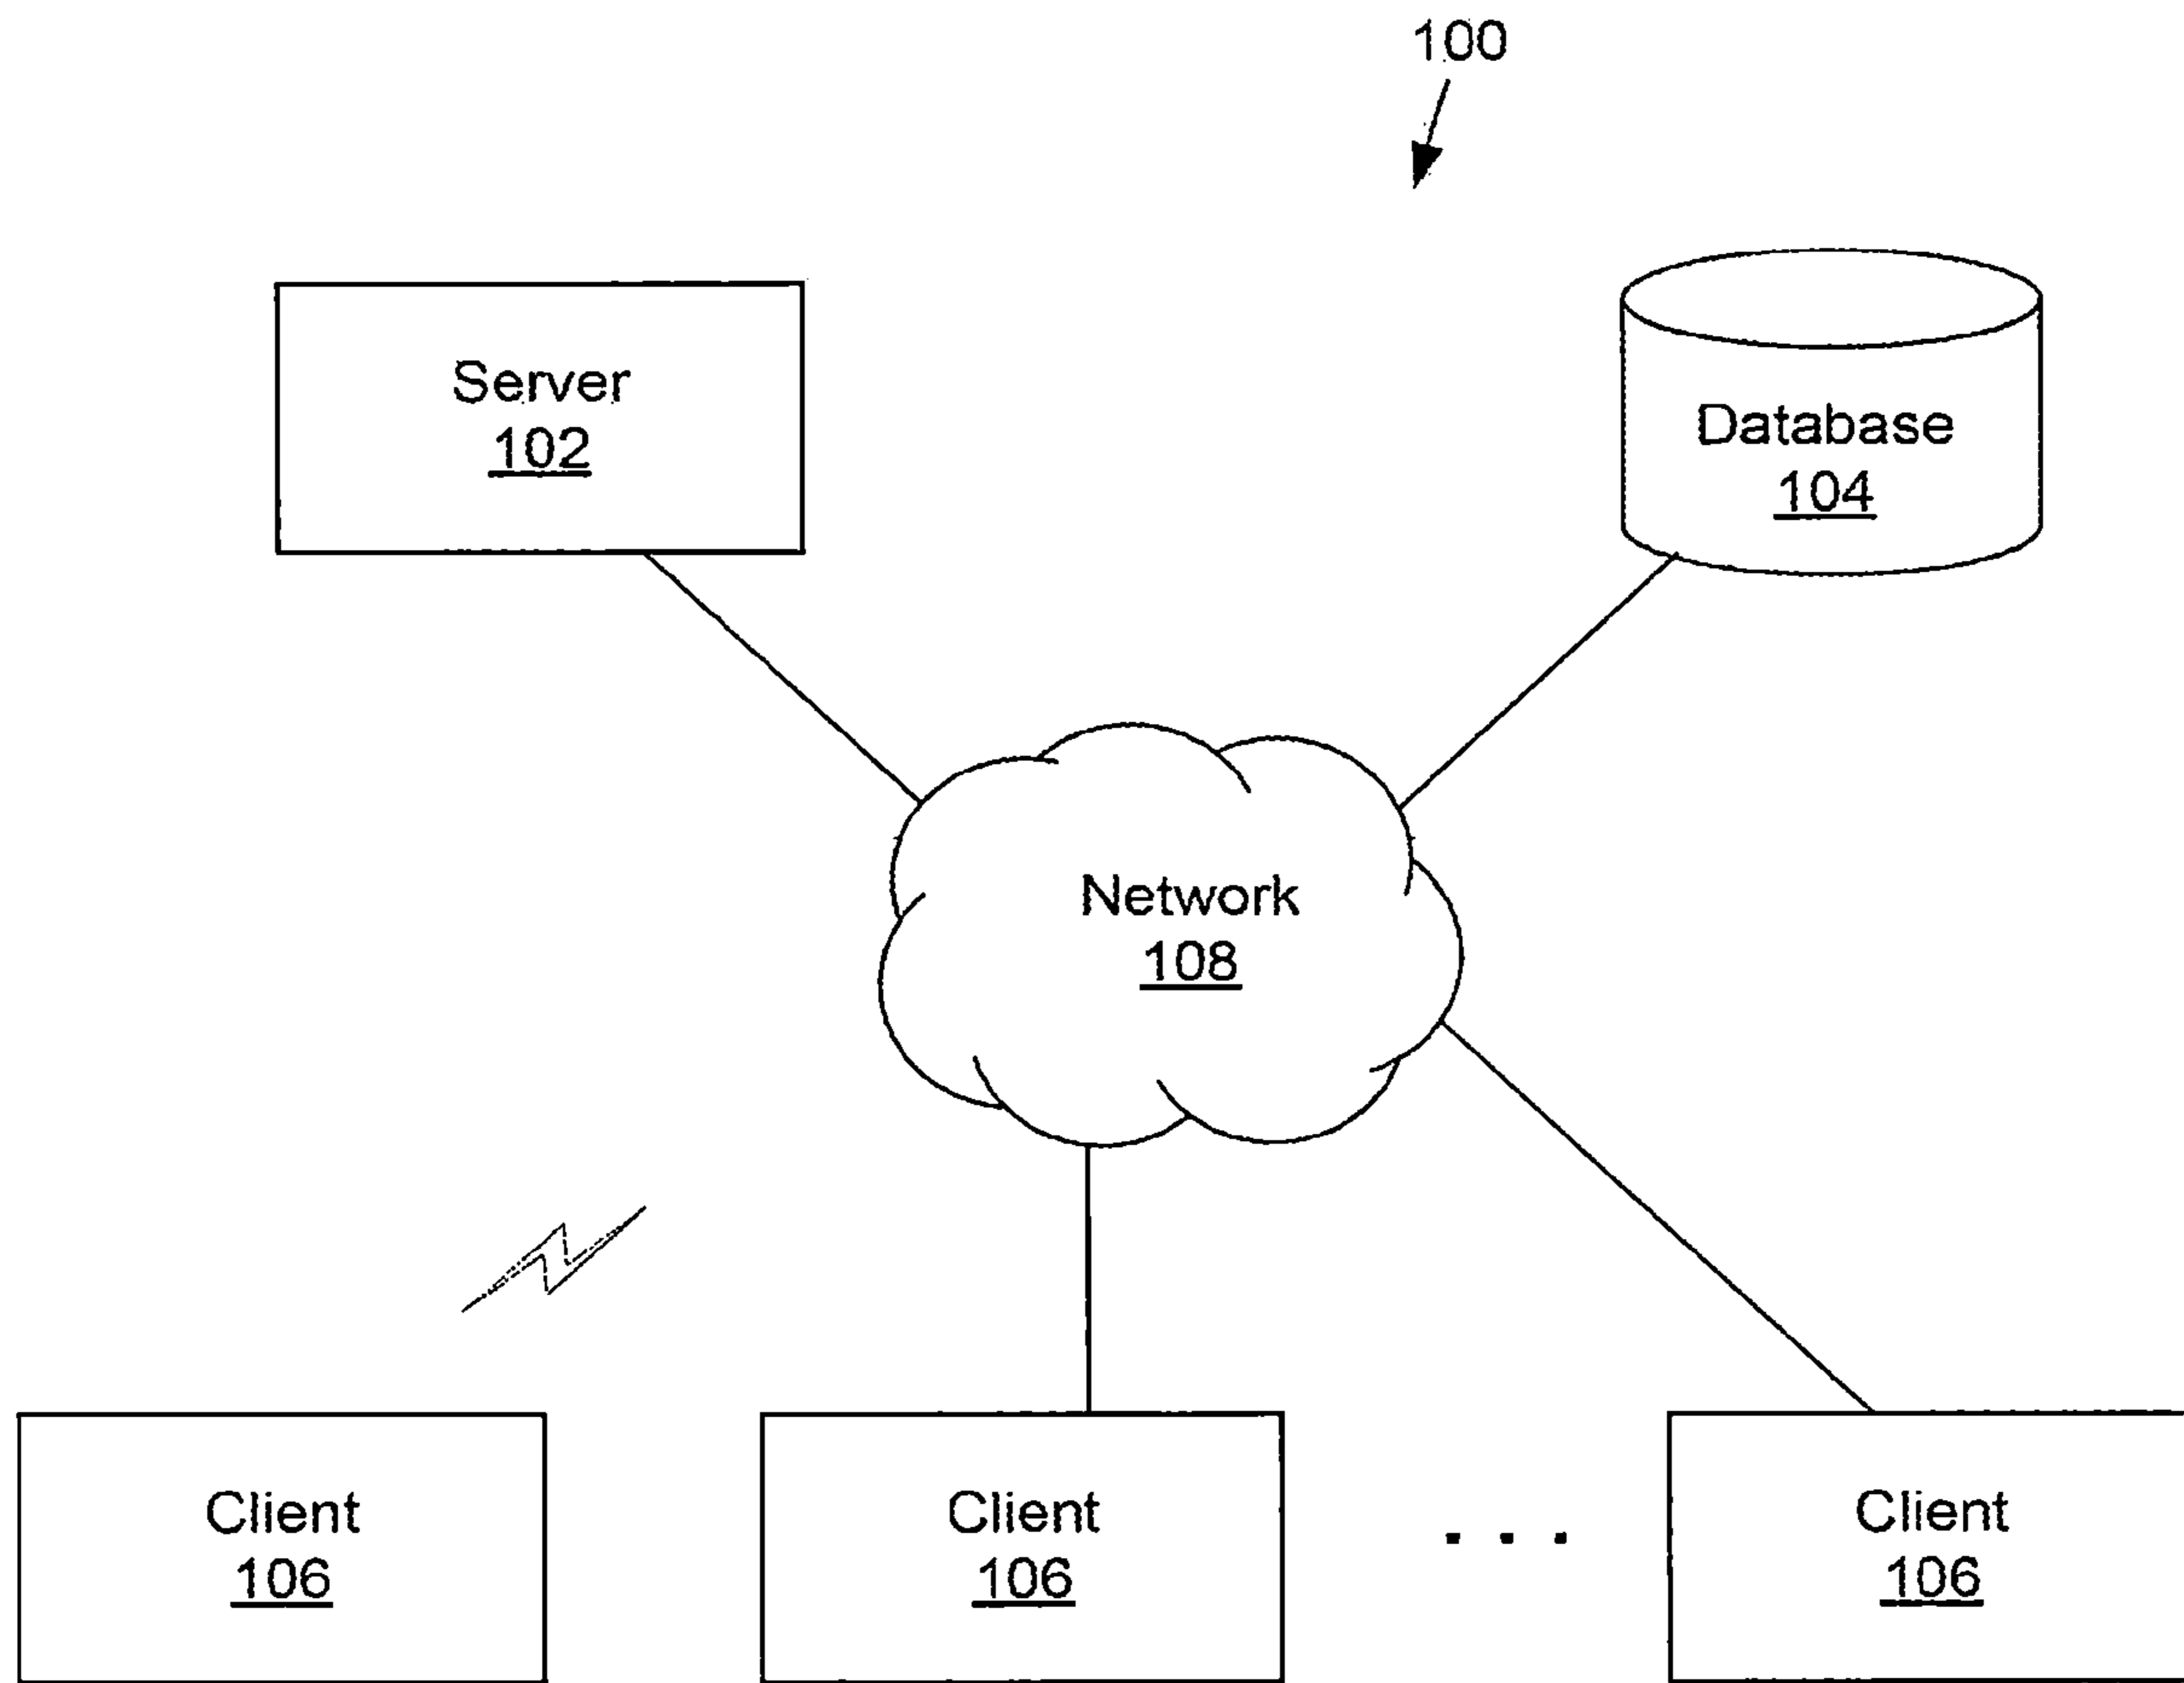 100
Server
102
Database
104
Network
108
Client
106
Client
106
. . .
Client
106